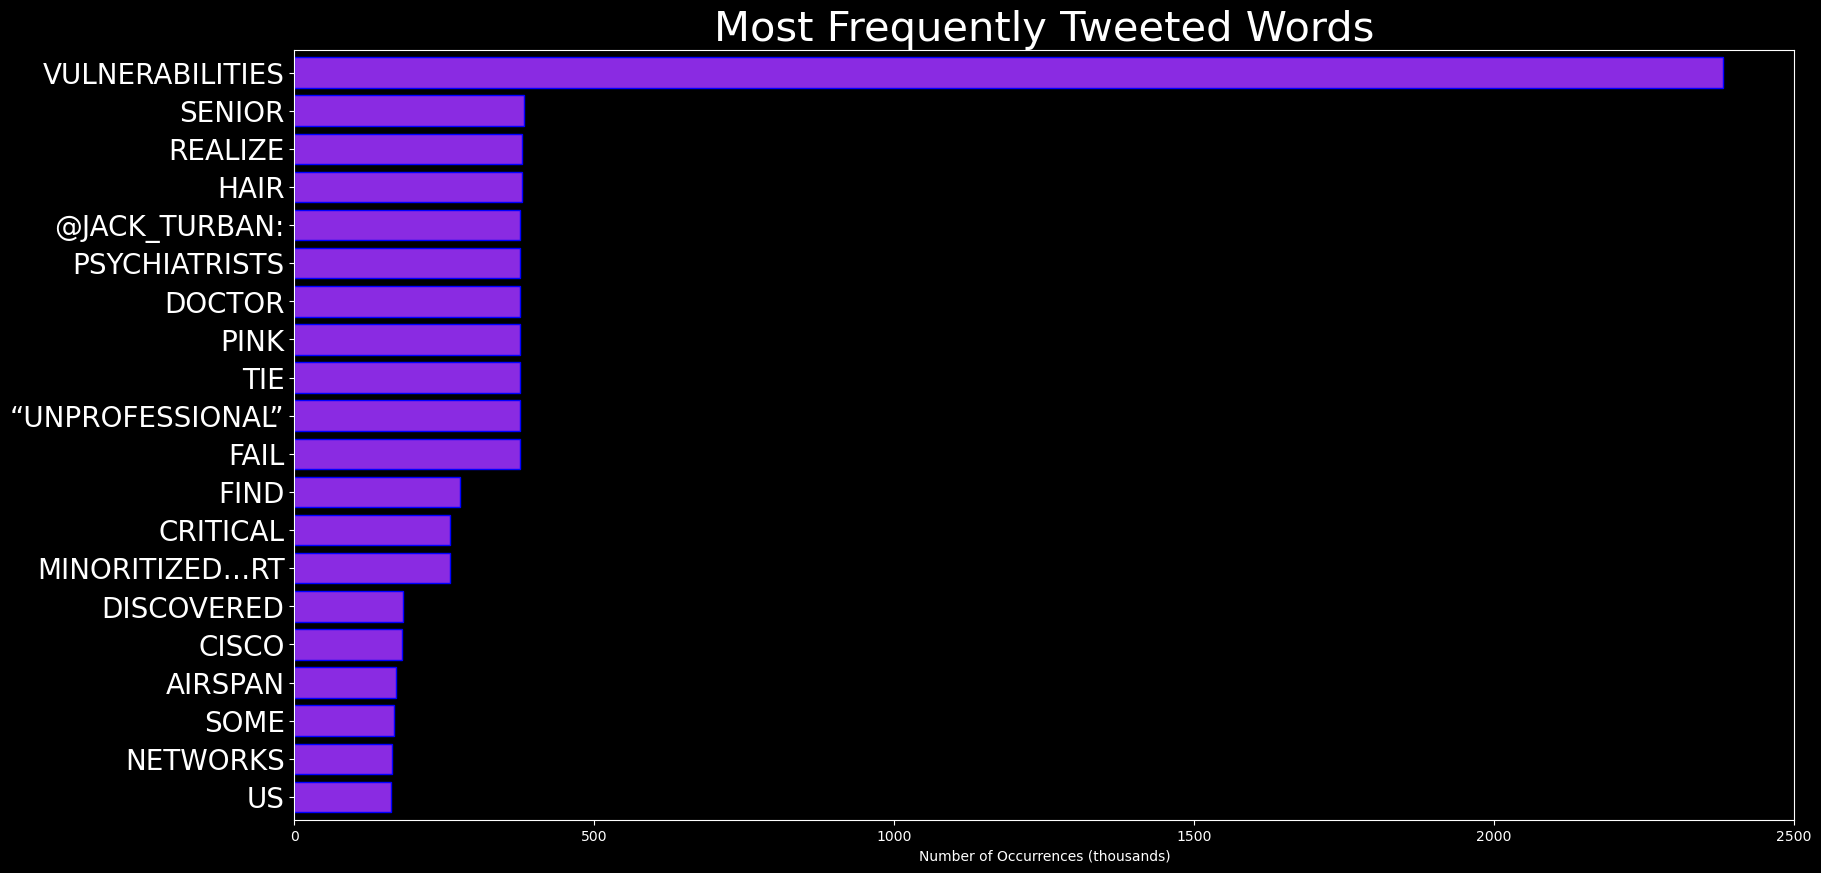 Most Frequently Tweeted Words
VULNERABILITIES
SENIOR
REALIZE
HAIR
@JACK_TURBAN:
PSYCHIATRISTS
DOCTOR
PINK
TIE
“UNPROFESSIONAL”
FAIL
FIND
CRITICAL
MINORITIZED…RT
DISCOVERED
CISCO
AIRSPAN
SOME
NETWORKS
US
0 500 1000 1500 2000 2500
Number of Occurrences (thousands)